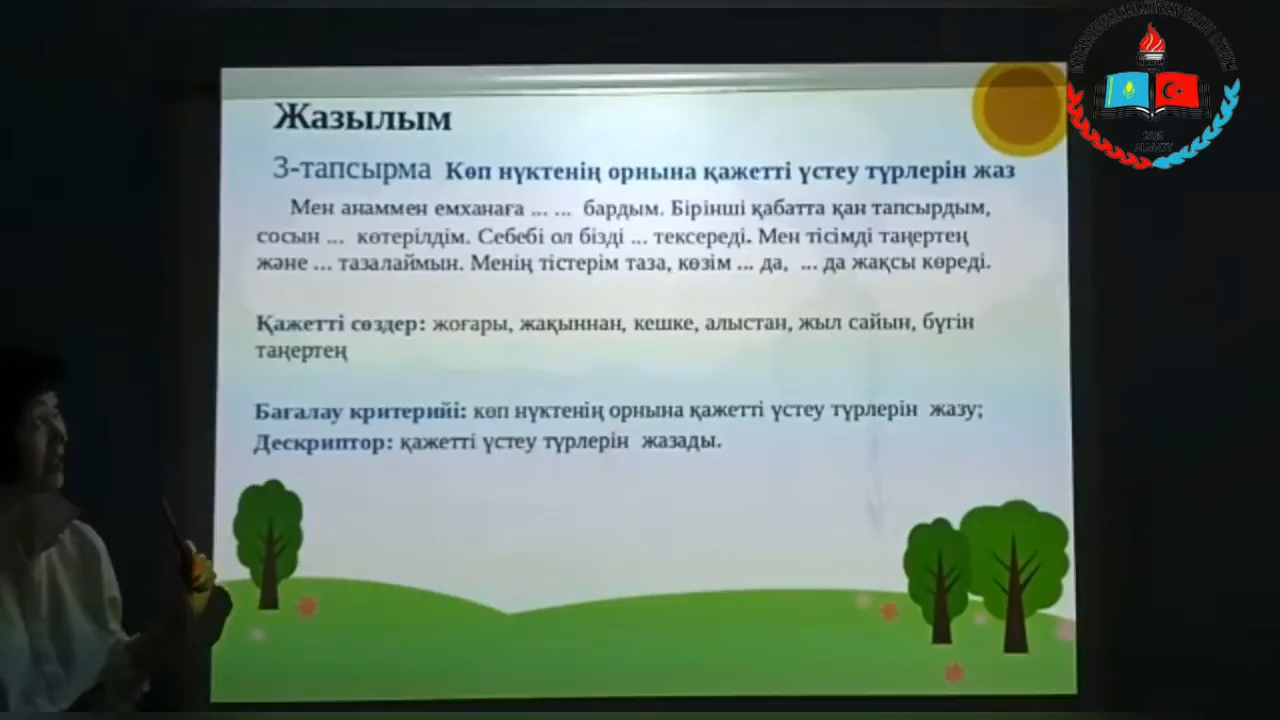 Жазылым
3-тапсырма Көп нүктенің орнына қажетті үстеу түрлерін жаз
Мен анаммен емханаға ... ... бардым. Бірінші қабатта қан тапсырдым,
сосын ... көтерілдім. Себебі ол бізді ... тексереді. Мен тісімді таңертең
және ... тазалаймын. Менің тістерім таза, көзім ... да, ... да жақсы көреді.
Қажетті сөздер: жоғары, жақыннан, кешке, алыстан, жыл сайын, бүгін
таңертең
Бағалау критерийі: көп нүктенің орнына қажетті үстеу түрлерін жазу;
Дескриптор: қажетті үстеу түрлерін жазады.
ALMATY